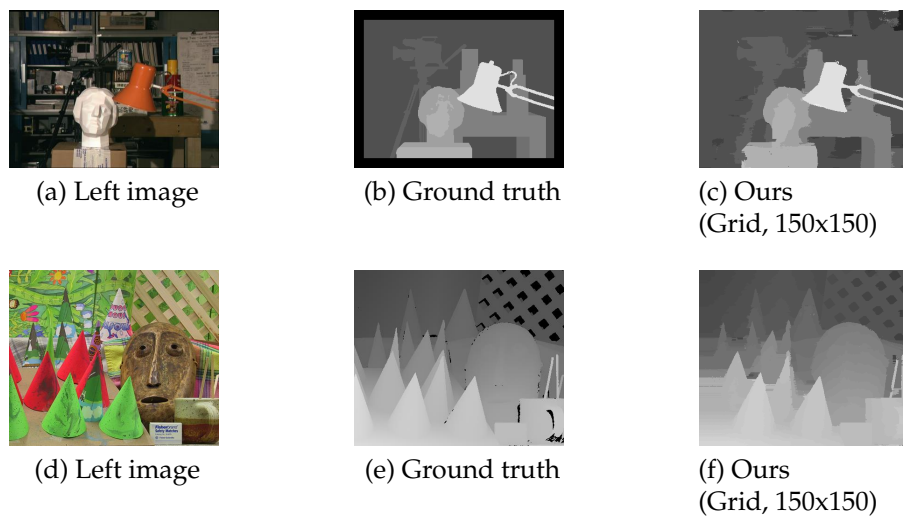 (a) Left image
(b) Ground truth
(c) Ours
(Grid, 150x150)
(d) Left image
(e) Ground truth
(f) Ours
(Grid, 150x150)